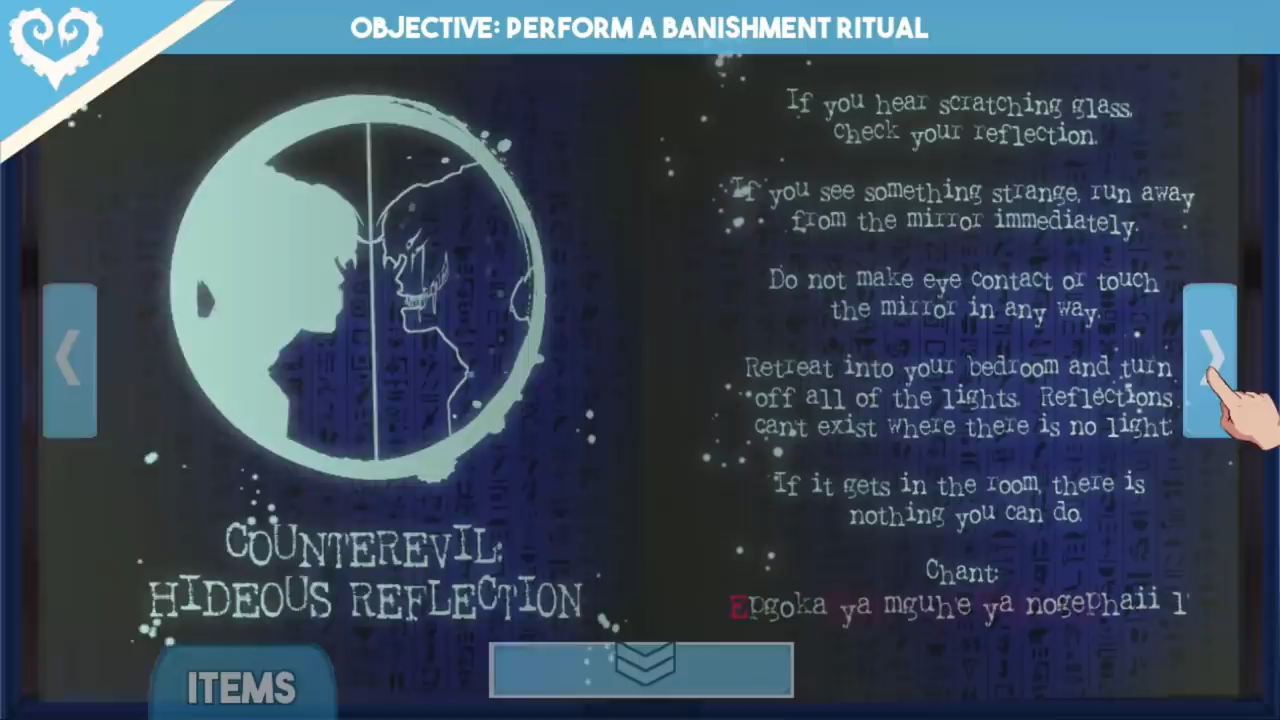 OBJECTIVE: PERFORM A BANISHMENT RITUAL
COUNTEREVIL:
HIDEOUS REFLECTION
If you hear scratching glass,
check your reflection.
If you see something strange, run away
from the mirror immediately.
Do not make eye contact or touch
the mirror in any way.
Retreat into your bedroom and turn
off all of the lights. Reflections
can't exist where there is no light.
If it gets in the room, there is
nothing you can do.
Chant:
Epgoka ya mguh'e ya nogephaii l'
ITEMS